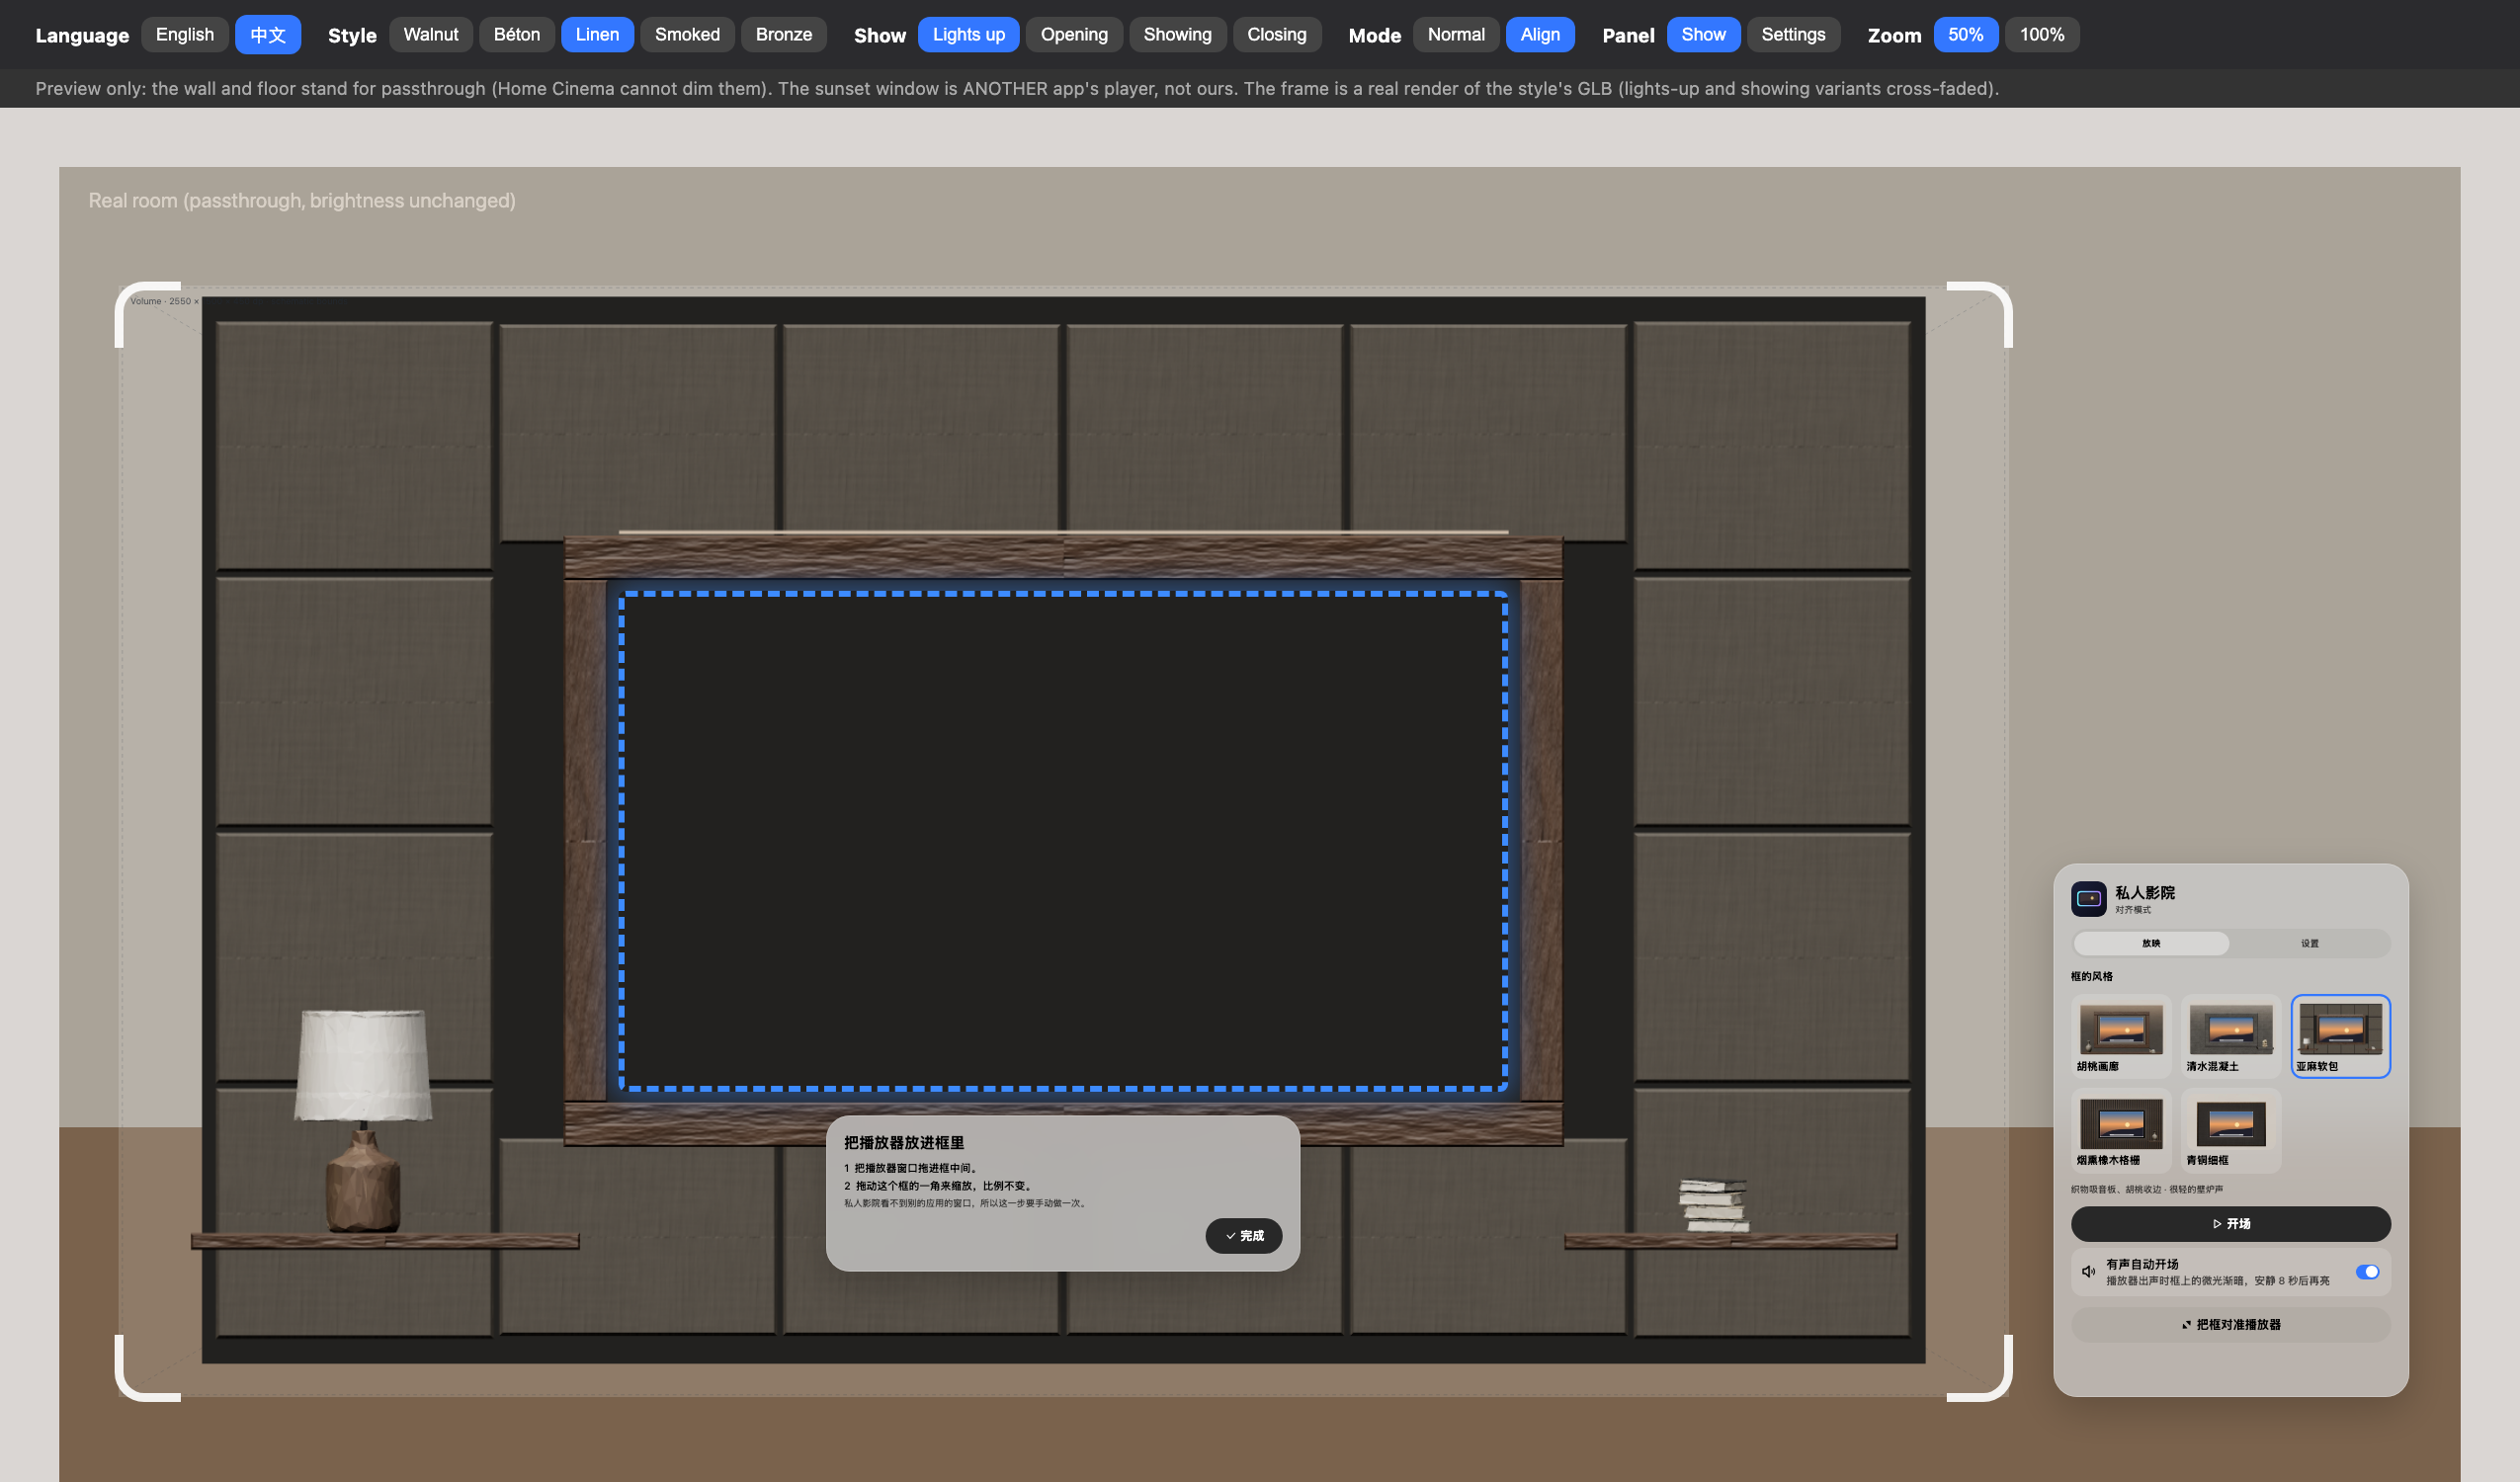 Language English 中文 Style Walnut Béton Linen Smoked Bronze Show Lights up Opening Showing Closing Mode Normal Align Panel Show Settings Zoom 50% 100%
Preview only: the wall and floor stand for passthrough (Home Cinema cannot dim them). The sunset window is ANOTHER app's player, not ours. The frame is a real render of the style's GLB (lights-up and showing variants cross-faded).
Real room (passthrough, brightness unchanged)
Volume · 2550 ×
把播放器放进框里
1 把播放器窗口拖进框中间。
2 拖动这个框的一角来缩放，比例不变。
私人影院看不到别的应用的窗口，所以这一步要手动做一次。
完成
私人影院
对齐模式
放映 设置
框的风格
胡桃画廊 清水混凝土 亚麻软包
烟熏橡木格栅 青铜细框
织物吸音板、胡桃收边 · 很轻的壁炉声
开场
有声自动开场
播放器出声时框上的微光渐暗，安静 8 秒后再亮
把框对准播放器